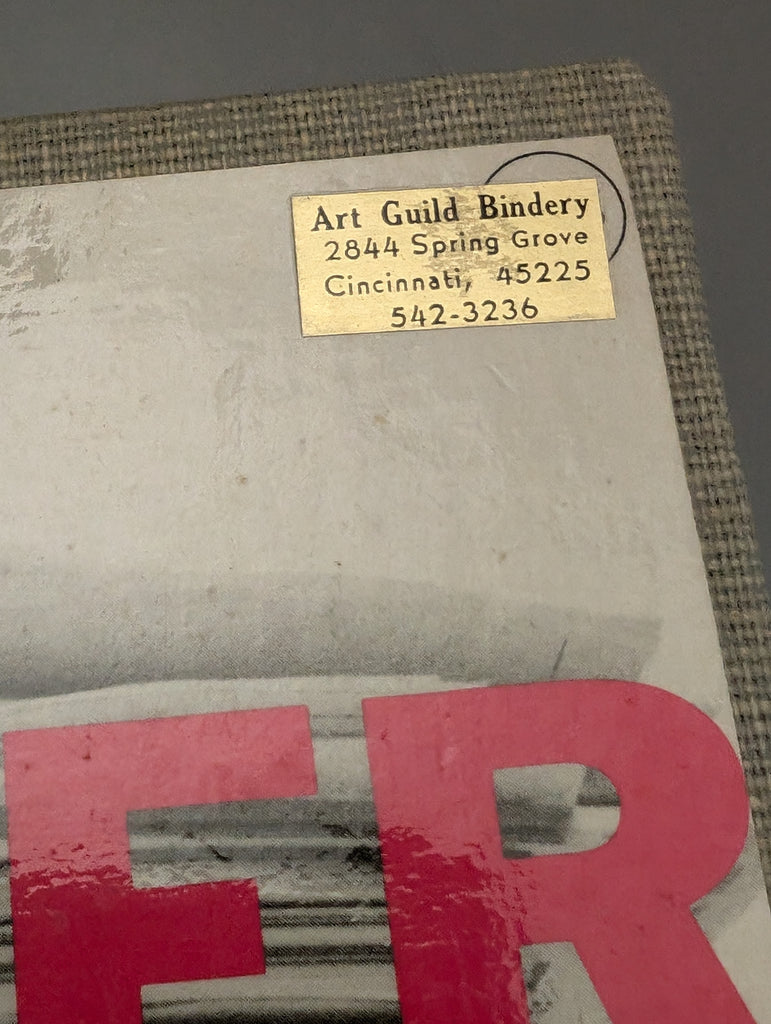 Art Guild Bindery
2844 Spring Grove
Cincinnati, 45225
542-3236
ER